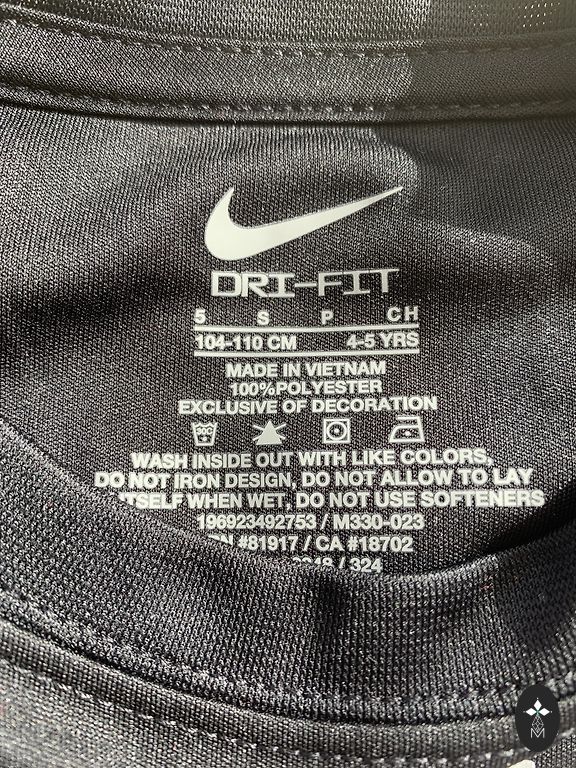 DRI-FIT
5 S P CH
104-110 CM 4-5 YRS
MADE IN VIETNAM
100%POLYESTER
EXCLUSIVE OF DECORATION
WASH INSIDE OUT WITH LIKE COLORS,
DO NOT IRON DESIGN, DO NOT ALLOW TO LAY
WHEN WET, DO NOT USE SOFTENERS
196923492753 / M330-023
#81917 / CA #18702
/ 324
M